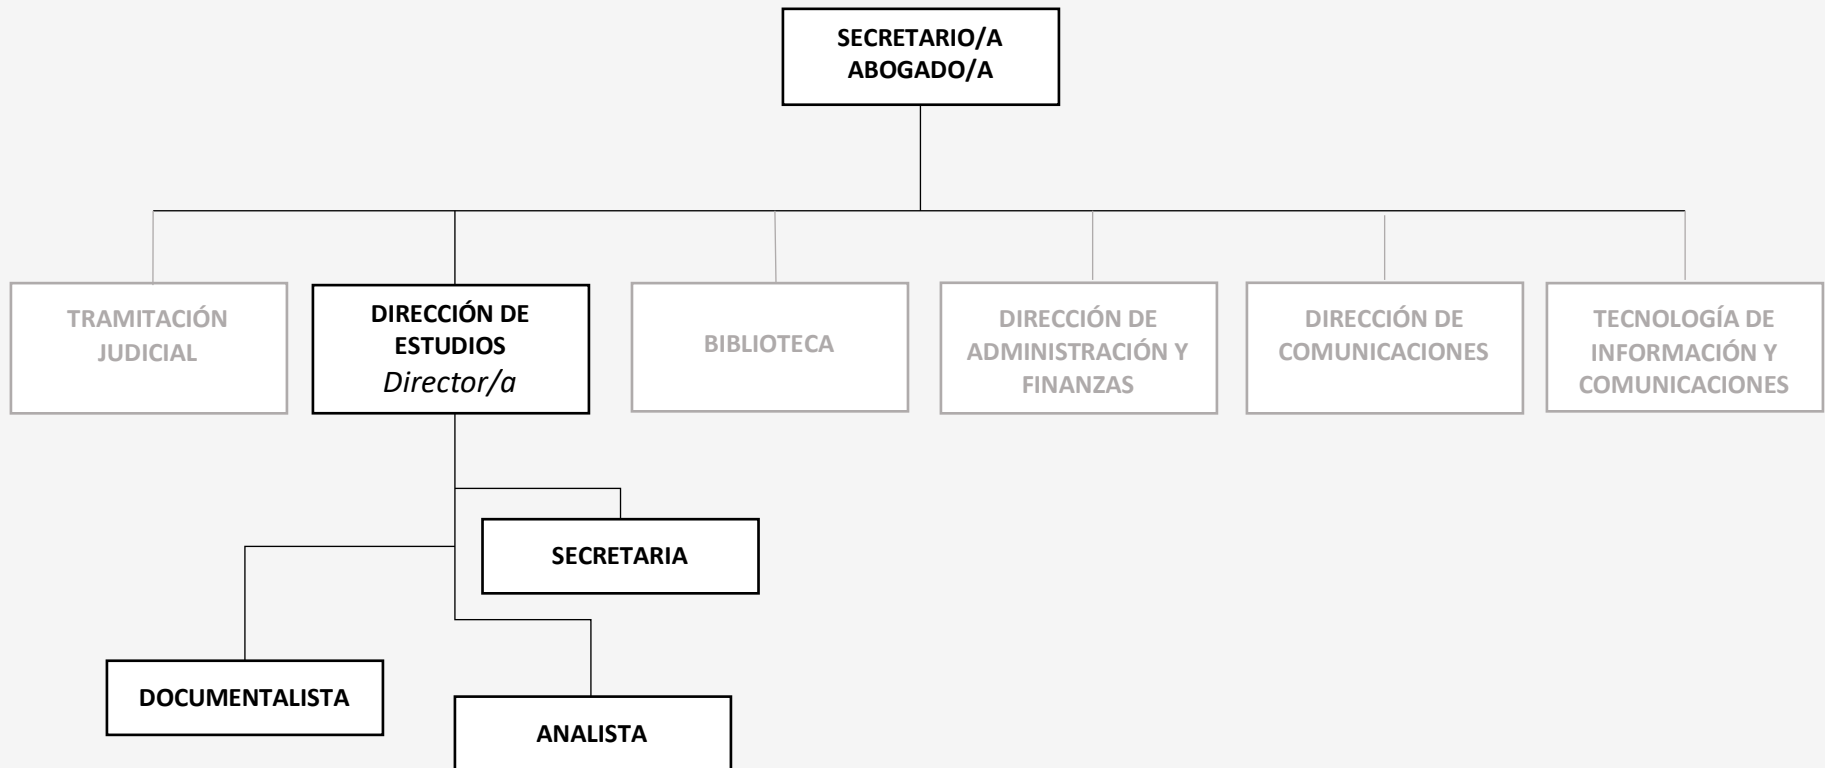 SECRETARIO/A
ABOGADO/A
TRAMITACIÓN
JUDICIAL
DIRECCIÓN DE
ESTUDIOS
Director/a
BIBLIOTECA
DIRECCIÓN DE
ADMINISTRACIÓN Y
FINANZAS
DIRECCIÓN DE
COMUNICACIONES
TECNOLOGÍA DE
INFORMACIÓN Y
COMUNICACIONES
SECRETARIA
DOCUMENTALISTA
ANALISTA